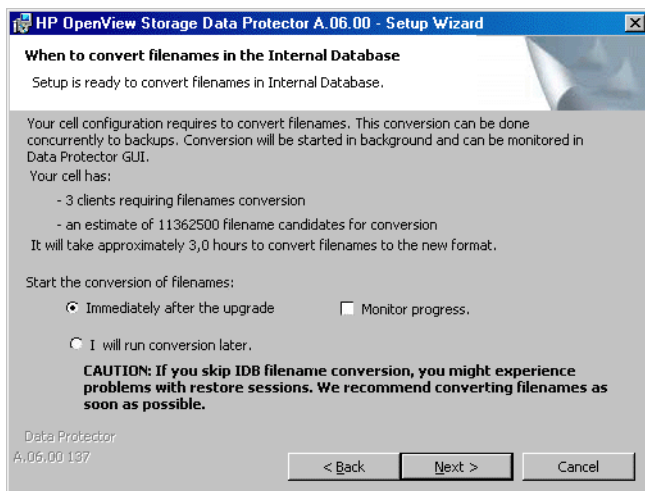 HP OpenView Storage Data Protector A.06.00 - Setup Wizard
When to convert filenames in the Internal Database
Setup is ready to convert filenames in Internal Database.
Your cell configuration requires to convert filenames. This conversion can be done
concurrently to backups. Conversion will be started in background and can be monitored in
Data Protector GUI.
Your cell has:
- 3 clients requiring filenames conversion
- an estimate of 11362500 filename candidates for conversion
It will take approximately 3,0 hours to convert filenames to the new format.
Start the conversion of filenames:
Immediately after the upgrade Monitor progress.
I will run conversion later.
CAUTION: If you skip IDB filename conversion, you might experience
problems with restore sessions. We recommend converting filenames as
soon as possible.
Data Protector
A.06.00 137
< Back Next > Cancel